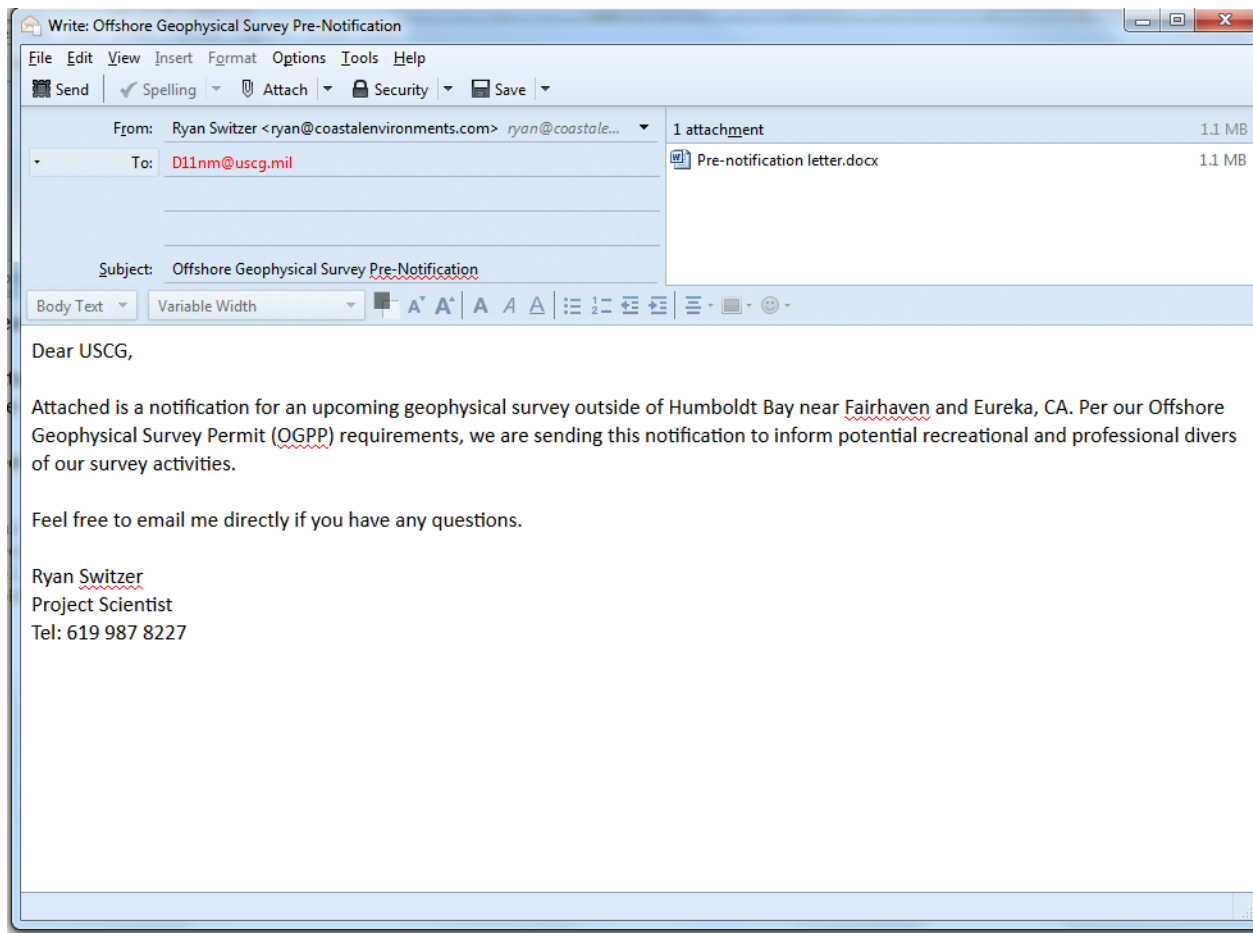 Write: Offshore Geophysical Survey Pre-Notification
File Edit View Insert Format Options Tools Help
Send Spelling Attach Security Save
From: Ryan Switzer <ryan@coastalenvironments.com> ryan@coastale...
1 attachment 1.1 MB
To: D11nm@uscg.mil
Pre-notification letter.docx 1.1 MB
Subject: Offshore Geophysical Survey Pre-Notification
Body Text Variable Width
Dear USCG,
Attached is a notification for an upcoming geophysical survey outside of Humboldt Bay near Fairhaven and Eureka, CA. Per our Offshore
Geophysical Survey Permit (OGPP) requirements, we are sending this notification to inform potential recreational and professional divers
of our survey activities.
Feel free to email me directly if you have any questions.
Ryan Switzer
Project Scientist
Tel: 619 987 8227